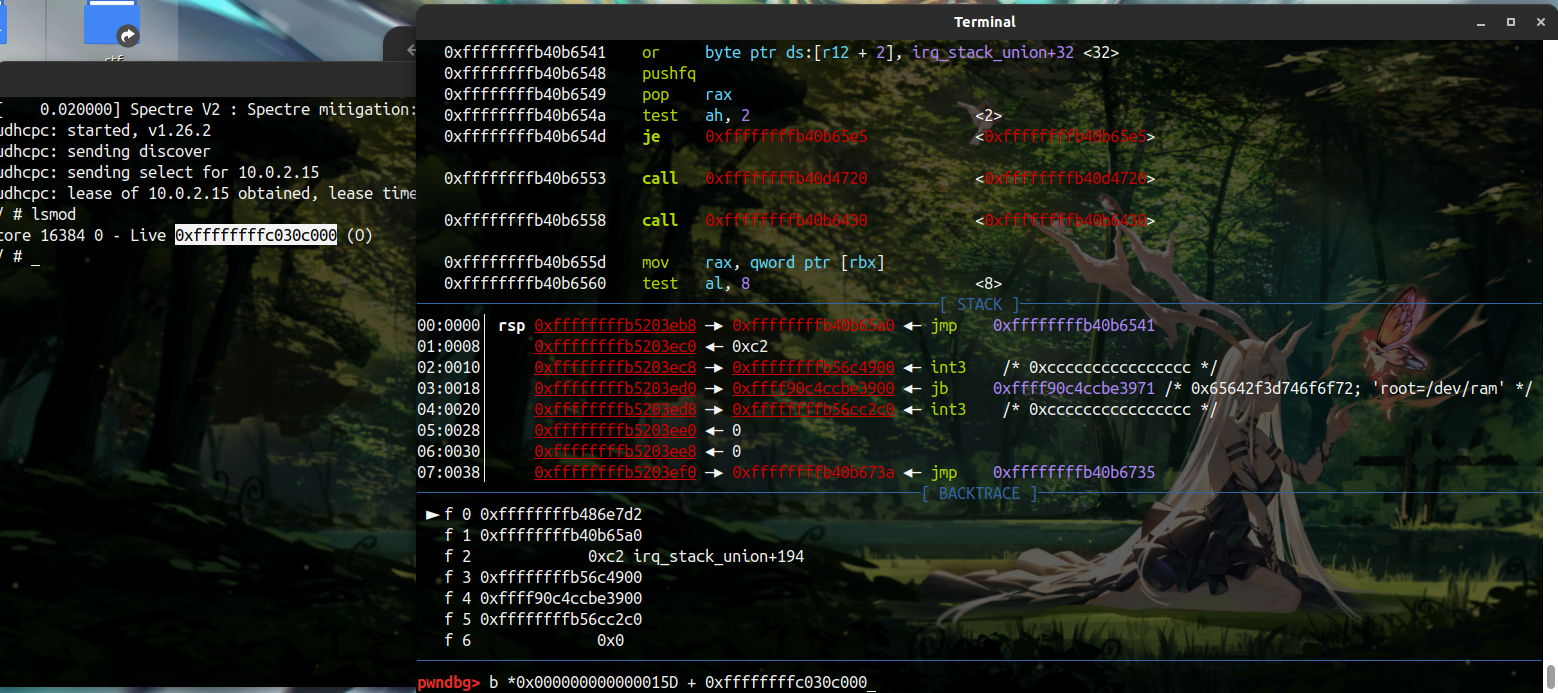 Terminal
[    0.020000] Spectre V2 : Spectre mitigation:
udhcpc: started, v1.26.2
udhcpc: sending discover
udhcpc: sending select for 10.0.2.15
udhcpc: lease of 10.0.2.15 obtained, lease time
/ # lsmod
core 16384 0 - Live 0xffffffffc030c000 (O)
/ # _
0xffffffffb40b6541    or     byte ptr ds:[r12 + 2], irq_stack_union+32 <32>
0xffffffffb40b6548    pushfq
0xffffffffb40b6549    pop    rax
0xffffffffb40b654a    test   ah, 2                         <2>
0xffffffffb40b654d    je     0xffffffffb40b65e5            <0xffffffffb40b65e5>
0xffffffffb40b6553    call   0xffffffffb40d4720            <0xffffffffb40d4720>
0xffffffffb40b6558    call   0xffffffffb40b6430            <0xffffffffb40b6430>
0xffffffffb40b655d    mov    rax, qword ptr [rbx]
0xffffffffb40b6560    test   al, 8                         <8>
[ STACK ]
00:0000│ rsp 0xffffffffb5203eb8 —▸ 0xffffffffb40b65a0 ◂— jmp    0xffffffffb40b6541
01:0008│     0xffffffffb5203ec0 ◂— 0xc2
02:0010│     0xffffffffb5203ec8 —▸ 0xffffffffb56c4900 ◂— int3    /* 0xcccccccccccccccc */
03:0018│     0xffffffffb5203ed0 —▸ 0xffff90c4ccbe3900 ◂— jb     0xffff90c4ccbe3971 /* 0x65642f3d746f6f72; 'root=/dev/ram' */
04:0020│     0xffffffffb5203ed8 —▸ 0xffffffffb56cc2c0 ◂— int3    /* 0xcccccccccccccccc */
05:0028│     0xffffffffb5203ee0 ◂— 0
06:0030│     0xffffffffb5203ee8 ◂— 0
07:0038│     0xffffffffb5203ef0 —▸ 0xffffffffb40b673a ◂— jmp    0xffffffffb40b6735
[ BACKTRACE ]
► f 0 0xffffffffb486e7d2
f 1 0xffffffffb40b65a0
f 2             0xc2 irq_stack_union+194
f 3 0xffffffffb56c4900
f 4 0xffff90c4ccbe3900
f 5 0xffffffffb56cc2c0
f 6              0x0
pwndbg> b *0x000000000000015D + 0xffffffffc030c000_